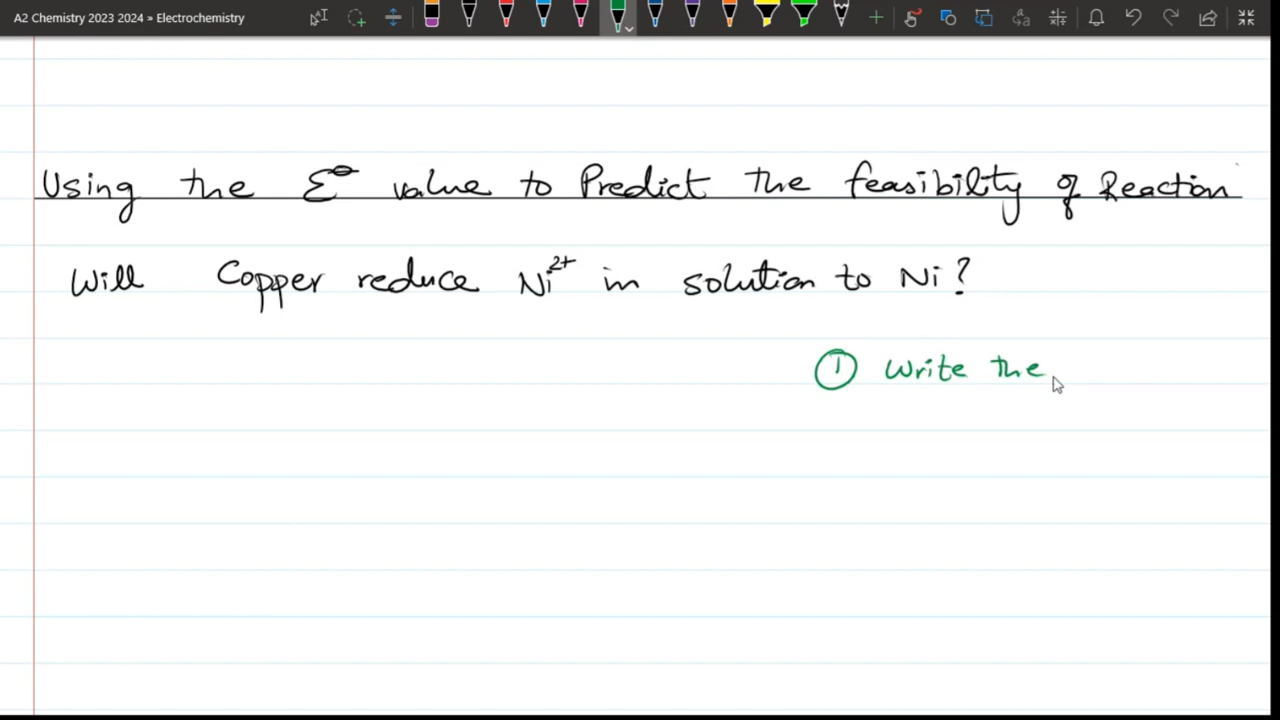 A2 Chemistry 2023 2024 » Electrochemistry
Using the E⦵ value to Predict the feasibility of Reaction
Will Copper reduce Ni²⁺ in solution to Ni?
① Write the